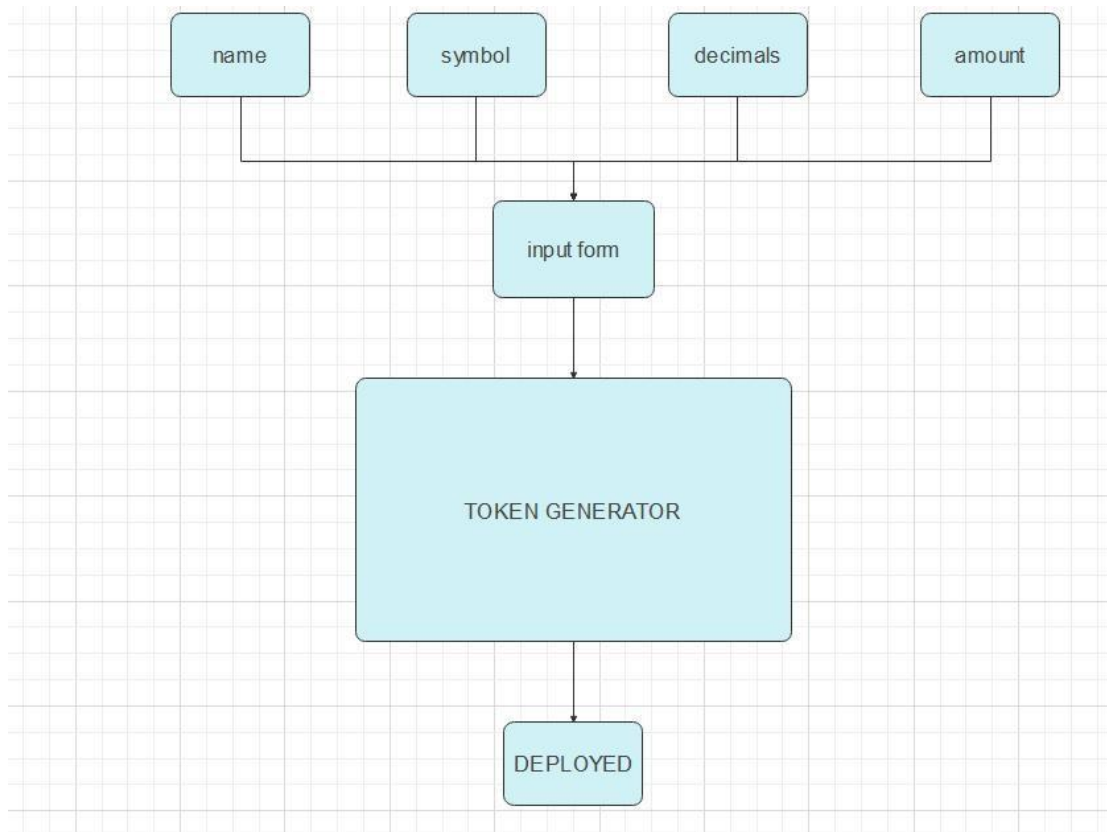 name
symbol
decimals
amount
input form
TOKEN GENERATOR
DEPLOYED